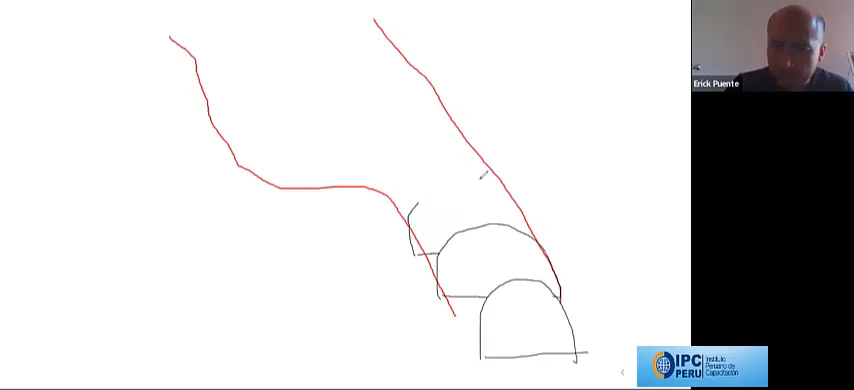 Erick Puente
IPC
PERU
Instituto
Peruano de
Capacitación